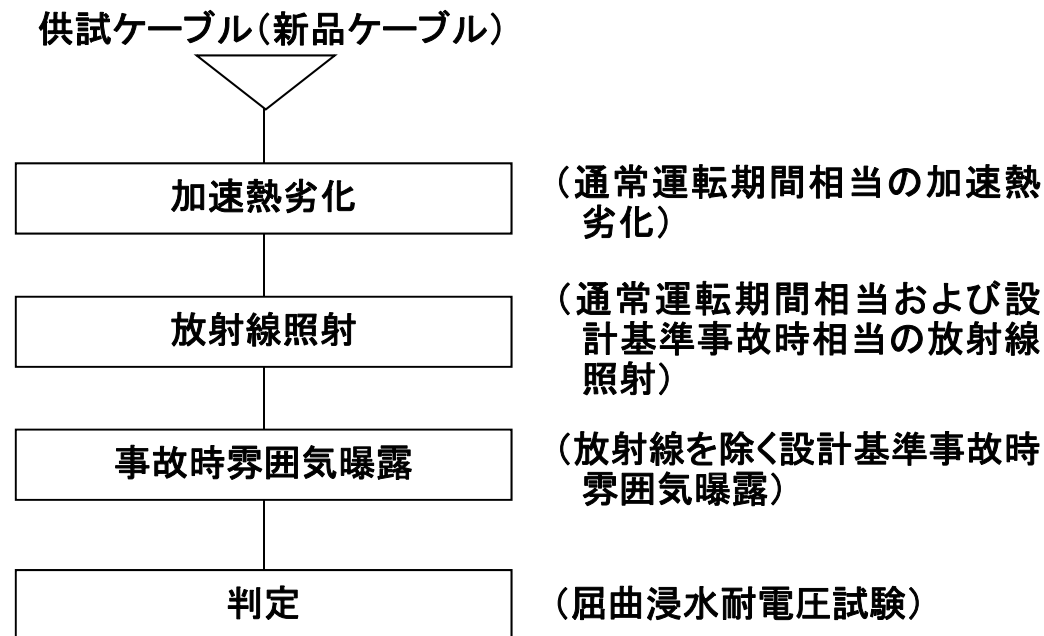 供試ケーブル（新品ケーブル）
加速熱劣化
（通常運転期間相当の加速熱
劣化）
放射線照射
（通常運転期間相当および設
計基準事故時相当の放射線
照射）
事故時雰囲気曝露
（放射線を除く設計基準事故時
雰囲気曝露）
判定
（屈曲浸水耐電圧試験）